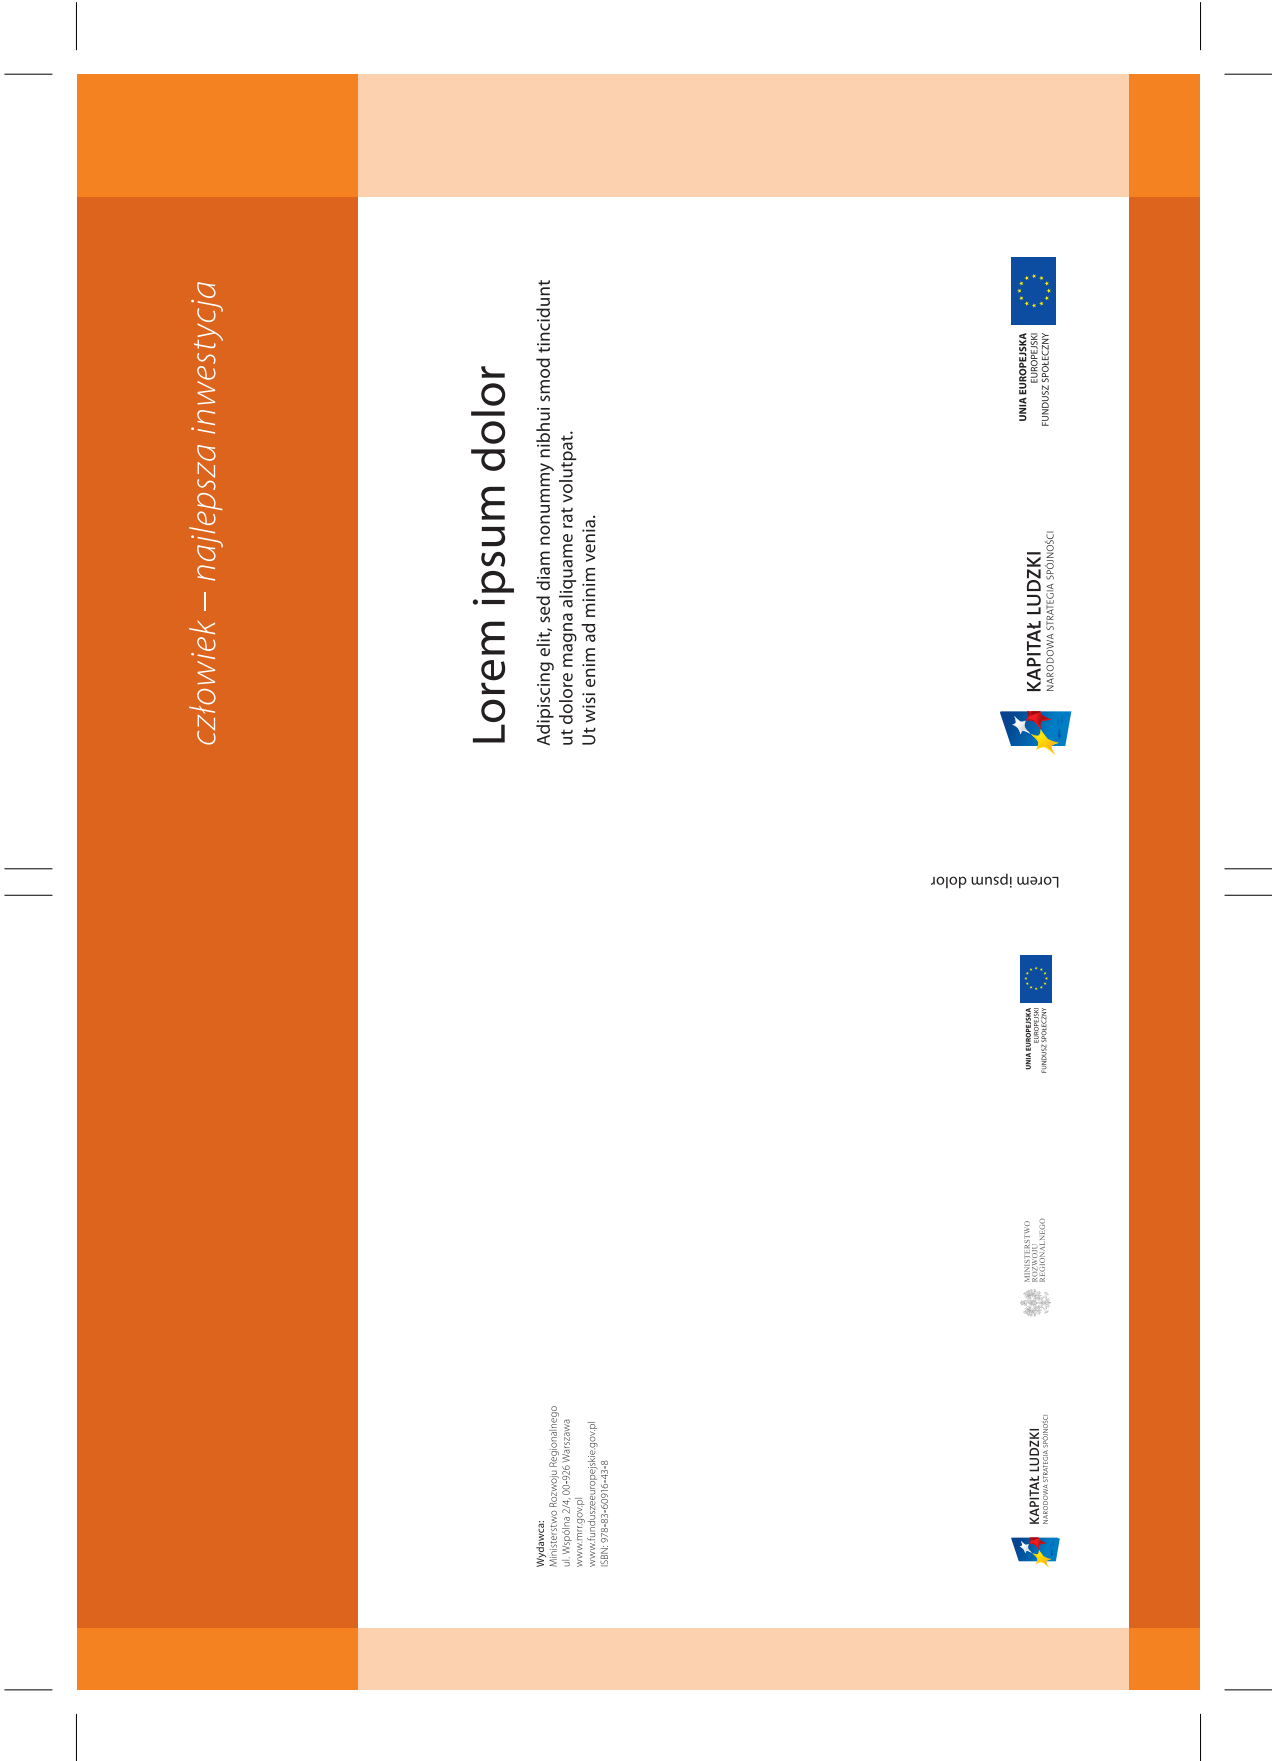 człowiek – najlepsza inwestycja
Lorem ipsum dolor
Adipiscing elit, sed diam nonummy nibhui smod tincidunt
ut dolore magna aliquame rat volutpat.
Ut wisi enim ad minim venia.
KAPITAŁ LUDZKI
NARODOWA STRATEGIA SPÓJNOŚCI
UNIA EUROPEJSKA
EUROPEJSKI
FUNDUSZ SPOŁECZNY
Lorem ipsum dolor
Wydawca:
Ministerstwo Rozwoju Regionalnego
ul. Wspólna 2/4, 00-926 Warszawa
www.mrr.gov.pl
www.funduszeeuropejskie.gov.pl
ISBN: 978-83-60916-43-8
KAPITAŁ LUDZKI
NARODOWA STRATEGIA SPÓJNOŚCI
MINISTERSTWO
ROZWOJU
REGIONALNEGO
UNIA EUROPEJSKA
EUROPEJSKI
FUNDUSZ SPOŁECZNY